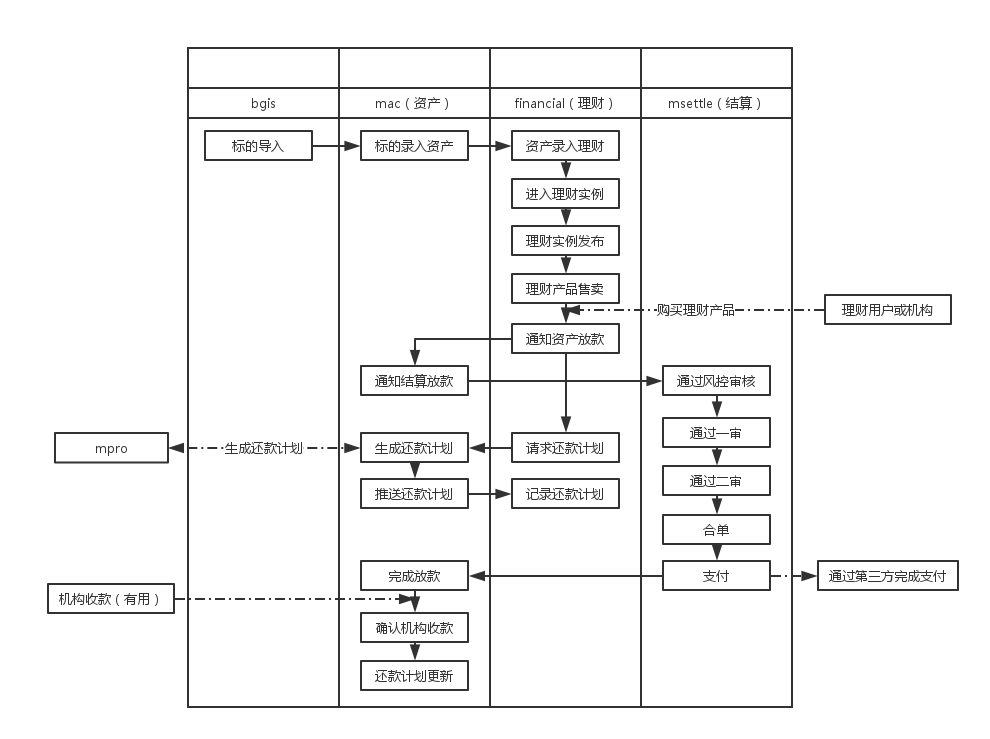 bgis
mac（资产）
financial（理财）
msettle（结算）
标的导入
标的录入资产
资产录入理财
进入理财实例
理财实例发布
理财产品售卖
购买理财产品
理财用户或机构
通知资产放款
通知结算放款
通过风控审核
通过一审
mpro
生成还款计划
生成还款计划
请求还款计划
通过二审
推送还款计划
记录还款计划
合单
完成放款
支付
通过第三方完成支付
机构收款（有用）
确认机构收款
还款计划更新